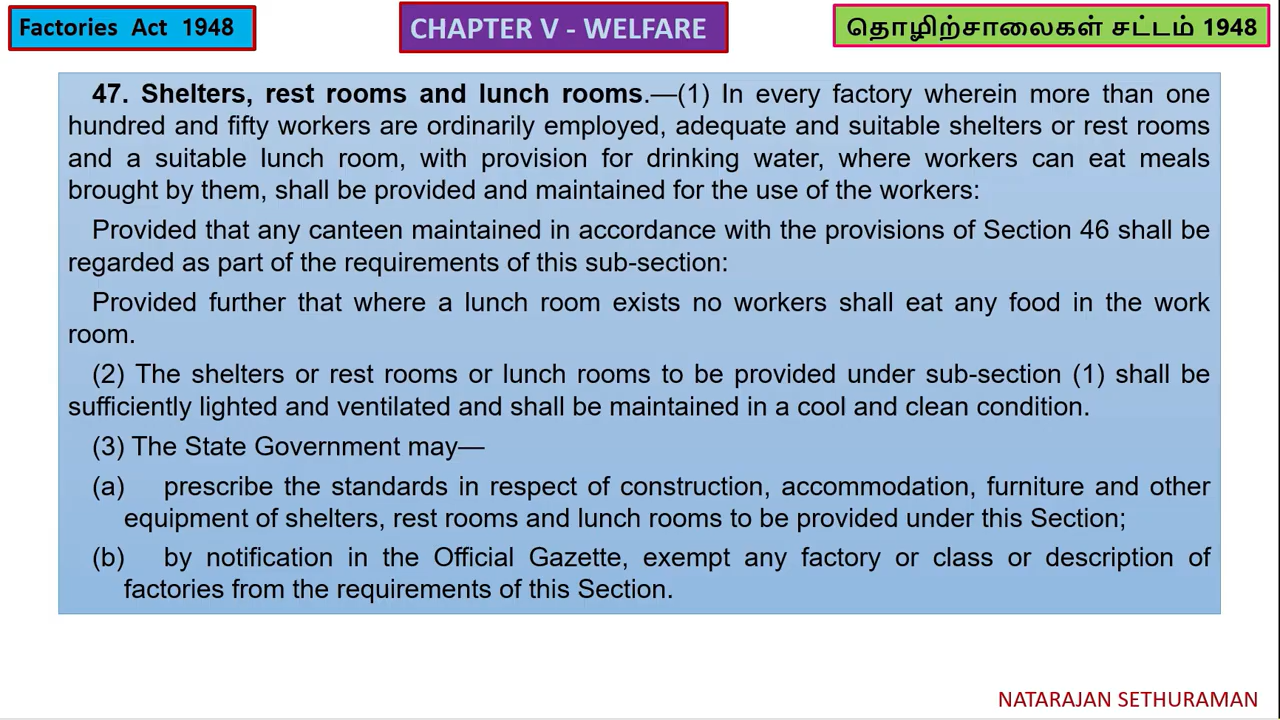 Factories Act 1948
CHAPTER V - WELFARE
தொழிற்சாலைகள் சட்டம் 1948
47. Shelters, rest rooms and lunch rooms.—(1) In every factory wherein more than one
hundred and fifty workers are ordinarily employed, adequate and suitable shelters or rest rooms
and a suitable lunch room, with provision for drinking water, where workers can eat meals
brought by them, shall be provided and maintained for the use of the workers:
Provided that any canteen maintained in accordance with the provisions of Section 46 shall be
regarded as part of the requirements of this sub-section:
Provided further that where a lunch room exists no workers shall eat any food in the work
room.
(2) The shelters or rest rooms or lunch rooms to be provided under sub-section (1) shall be
sufficiently lighted and ventilated and shall be maintained in a cool and clean condition.
(3) The State Government may—
(a) prescribe the standards in respect of construction, accommodation, furniture and other
equipment of shelters, rest rooms and lunch rooms to be provided under this Section;
(b) by notification in the Official Gazette, exempt any factory or class or description of
factories from the requirements of this Section.
NATARAJAN SETHURAMAN